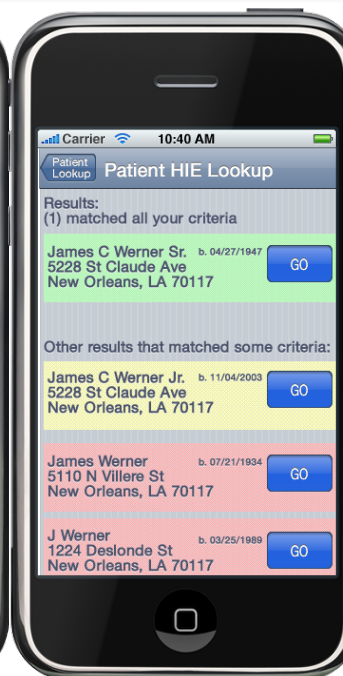 Carrier 10:40 AM
Patient
Lookup
Patient HIE Lookup
Results:
(1) matched all your criteria
James C Werner Sr. b. 04/27/1947
5228 St Claude Ave
New Orleans, LA 70117
GO
Other results that matched some criteria:
James C Werner Jr. b. 11/04/2003
5228 St Claude Ave
New Orleans, LA 70117
GO
James Werner b. 07/21/1934
5110 N Villere St
New Orleans, LA 70117
GO
J Werner b. 03/25/1989
1224 Deslonde St
New Orleans, LA 70117
GO